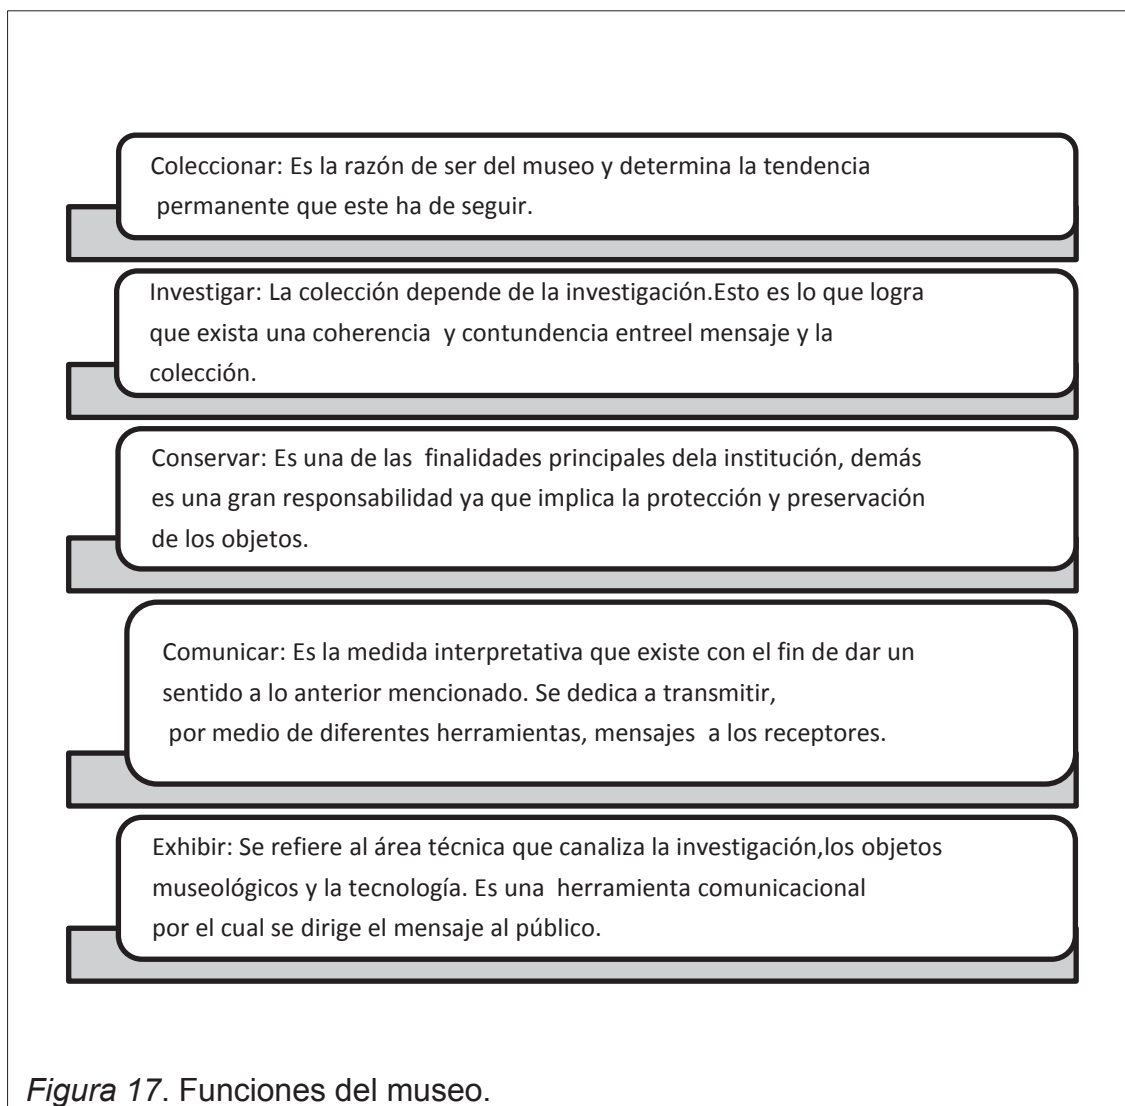 Coleccionar: Es la razón de ser del museo y determina la tendencia
permanente que este ha de seguir.
Investigar: La colección depende de la investigación.Esto es lo que logra
que exista una coherencia y contundencia entreel mensaje y la
colección.
Conservar: Es una de las finalidades principales dela institución, demás
es una gran responsabilidad ya que implica la protección y preservación
de los objetos.
Comunicar: Es la medida interpretativa que existe con el fin de dar un
sentido a lo anterior mencionado. Se dedica a transmitir,
por medio de diferentes herramientas, mensajes a los receptores.
Exhibir: Se refiere al área técnica que canaliza la investigación,los objetos
museológicos y la tecnología. Es una herramienta comunicacional
por el cual se dirige el mensaje al público.
Figura 17. Funciones del museo.